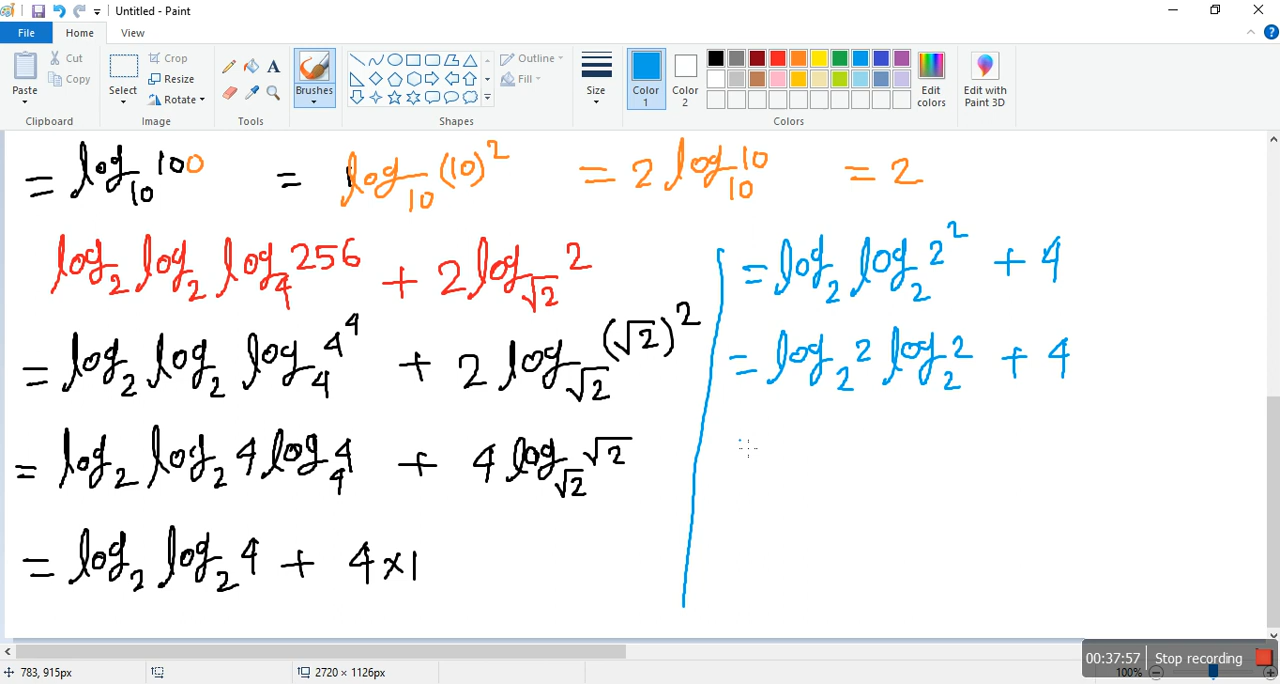 Untitled - Paint
File Home View
Paste Cut Copy Select Crop Resize Rotate Brushes Outline Fill Size Color 1 Color 2 Edit colors Edit with Paint 3D
Clipboard Image Tools Shapes Colors
= log₁₀ 100 = log₁₀ (10)² = 2 log₁₀ 10 = 2
log₂ log₂ log₄ 256 + 2 log_√2 2
= log₂ log₂ log₄ 4⁴ + 2 log_√2 (√2)²
= log₂ log₂ 4 log₄ 4 + 4 log_√2 √2
= log₂ log₂ 4 + 4×1
= log₂ log₂ 2² + 4
= log₂ 2 log₂ 2 + 4
00:37:57 Stop recording
783, 915px 2720 × 1126px 100%